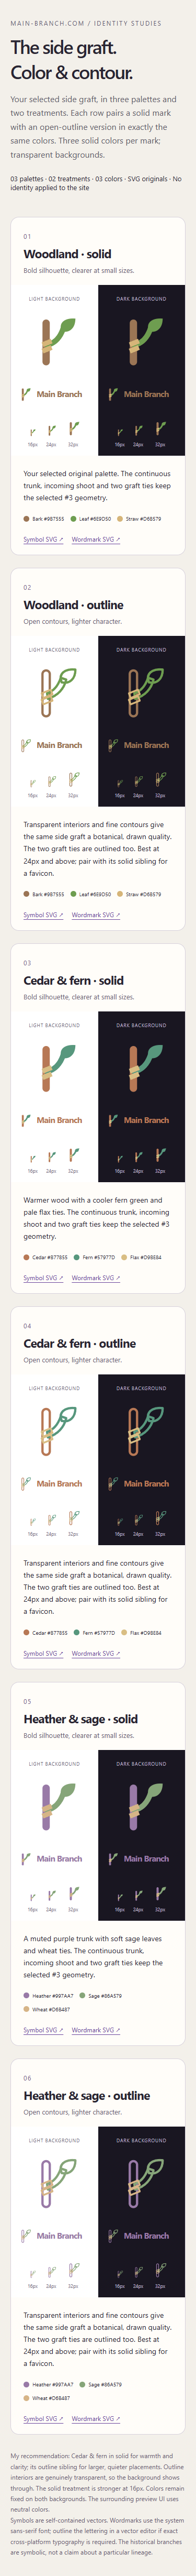 MAIN-BRANCH.COM / IDENTITY STUDIES
The side graft.
Color & contour.
Your selected side graft, in three palettes and
two treatments. Each row pairs a solid mark
with an open-outline version in exactly the
same colors. Three solid colors per mark;
transparent backgrounds.
03 palettes · 02 treatments · 03 colors · SVG originals · No
identity applied to the site
01
Woodland · solid
Bold silhouette, clearer at small sizes.
LIGHT BACKGROUND DARK BACKGROUND
Main Branch Main Branch
16px 24px 32px 16px 24px 32px
Your selected original palette. The continuous
trunk, incoming shoot and two graft ties keep
the selected #3 geometry.
Bark #987555 Leaf #6E9D50 Straw #D6B579
Symbol SVG ↗ Wordmark SVG ↗
02
Woodland · outline
Open contours, lighter character.
LIGHT BACKGROUND DARK BACKGROUND
Main Branch Main Branch
16px 24px 32px 16px 24px 32px
Transparent interiors and fine contours give
the same side graft a botanical, drawn quality.
The two graft ties are outlined too. Best at
24px and above; pair with its solid sibling for
a favicon.
Bark #987555 Leaf #6E9D50 Straw #D6B579
Symbol SVG ↗ Wordmark SVG ↗
03
Cedar & fern · solid
Bold silhouette, clearer at small sizes.
LIGHT BACKGROUND DARK BACKGROUND
Main Branch Main Branch
16px 24px 32px 16px 24px 32px
Warmer wood with a cooler fern green and
pale flax ties. The continuous trunk, incoming
shoot and two graft ties keep the selected #3
geometry.
Cedar #B77855 Fern #57977D Flax #D9BE84
Symbol SVG ↗ Wordmark SVG ↗
04
Cedar & fern · outline
Open contours, lighter character.
LIGHT BACKGROUND DARK BACKGROUND
Main Branch Main Branch
16px 24px 32px 16px 24px 32px
Transparent interiors and fine contours give
the same side graft a botanical, drawn quality.
The two graft ties are outlined too. Best at
24px and above; pair with its solid sibling for
a favicon.
Cedar #B77855 Fern #57977D Flax #D9BE84
Symbol SVG ↗ Wordmark SVG ↗
05
Heather & sage · solid
Bold silhouette, clearer at small sizes.
LIGHT BACKGROUND DARK BACKGROUND
Main Branch Main Branch
16px 24px 32px 16px 24px 32px
A muted purple trunk with soft sage leaves
and wheat ties. The continuous trunk,
incoming shoot and two graft ties keep the
selected #3 geometry.
Heather #997AA7 Sage #86A579
Wheat #D6B487
Symbol SVG ↗ Wordmark SVG ↗
06
Heather & sage · outline
Open contours, lighter character.
LIGHT BACKGROUND DARK BACKGROUND
Main Branch Main Branch
16px 24px 32px 16px 24px 32px
Transparent interiors and fine contours give
the same side graft a botanical, drawn quality.
The two graft ties are outlined too. Best at
24px and above; pair with its solid sibling for
a favicon.
Heather #997AA7 Sage #86A579
Wheat #D6B487
Symbol SVG ↗ Wordmark SVG ↗
My recommendation: Cedar & fern in solid for warmth and
clarity; its outline sibling for larger, quieter placements. Outline
interiors are genuinely transparent, so the background shows
through. The solid treatment is stronger at 16px. Colors remain
fixed on both backgrounds. The surrounding preview UI uses
neutral colors.
Symbols are self-contained vectors. Wordmarks use the system
sans-serif; outline the lettering in a vector editor if exact
cross-platform typography is required. The historical branches
are symbolic, not a claim about a particular lineage.